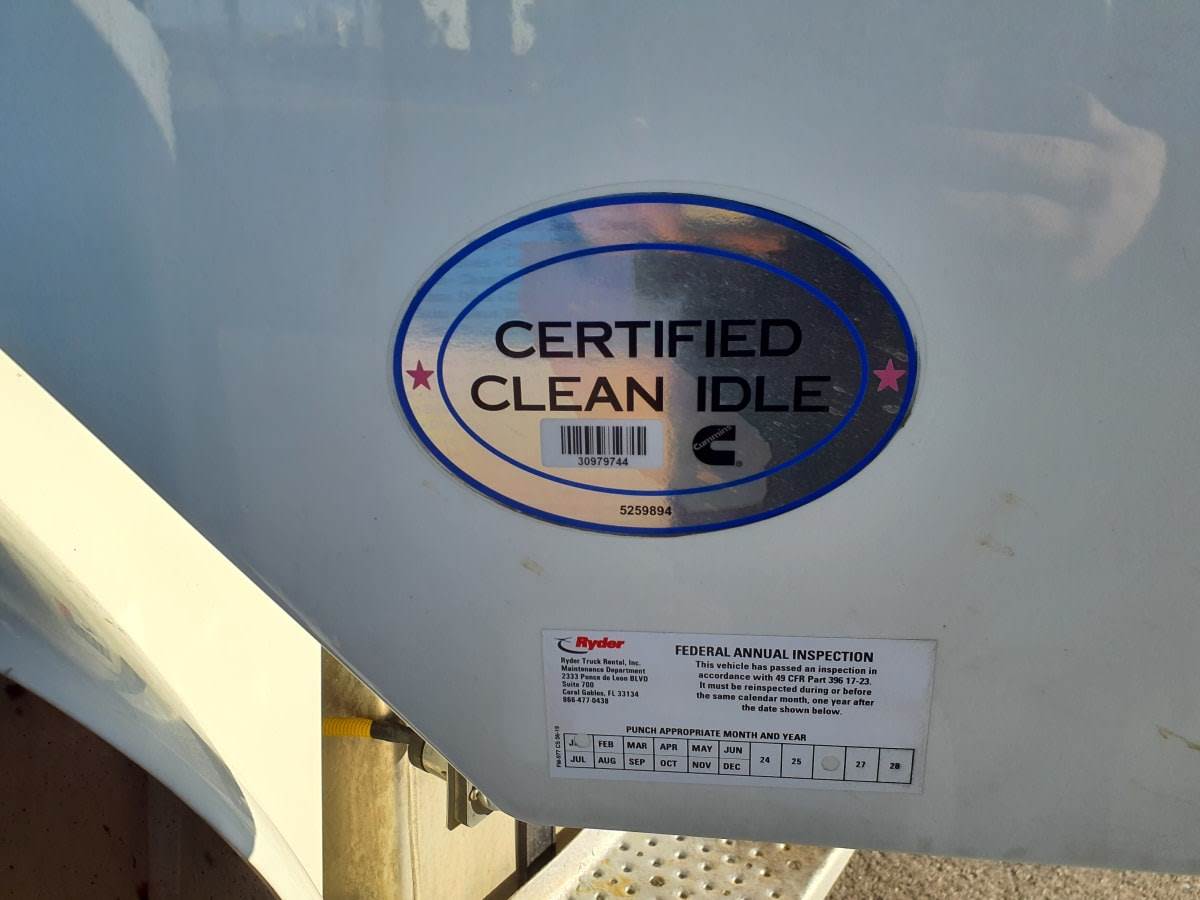 CERTIFIED
CLEAN IDLE
30979744
Cummins
5259894
Ryder
Ryder Truck Rental, Inc.
Maintenance Department
2333 Ponce de Leon BLVD
Suite 700
Coral Gables, FL 33134
866-477-0438
FEDERAL ANNUAL INSPECTION
This vehicle has passed an inspection in
accordance with 49 CFR Part 396 17-23.
It must be reinspected during or before
the same calendar month, one year after
the date shown below.
PUNCH APPROPRIATE MONTH AND YEAR
J FEB MAR APR MAY JUN
JUL AUG SEP OCT NOV DEC
24 25 27 28